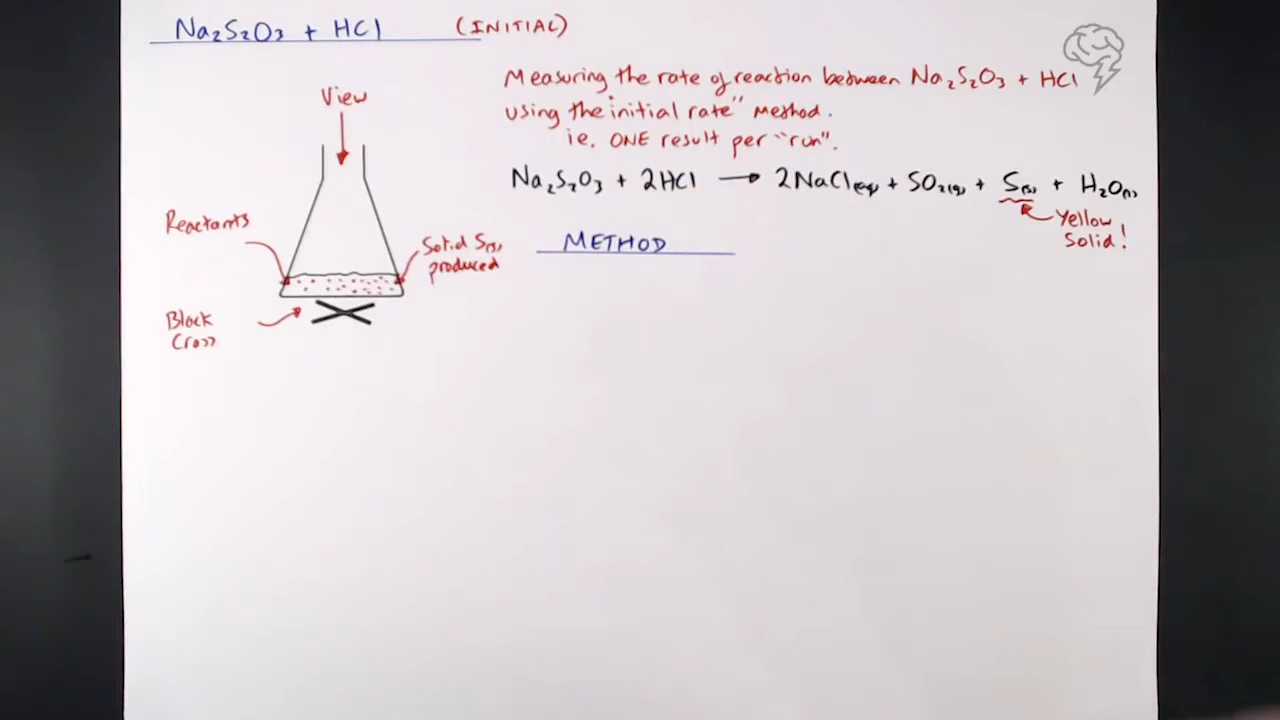 Na₂S₂O₃ + HCl (INITIAL)
Measuring the rate of reaction between Na₂S₂O₃ + HCl
using the "initial rate" method.
ie. ONE result per "run".
Na₂S₂O₃ + 2HCl → 2NaCl(aq) + SO₂(g) + S(s) + H₂O(l)
Yellow
Solid!
View
Reactants
Solid S(s)
produced
Black
Cross
METHOD